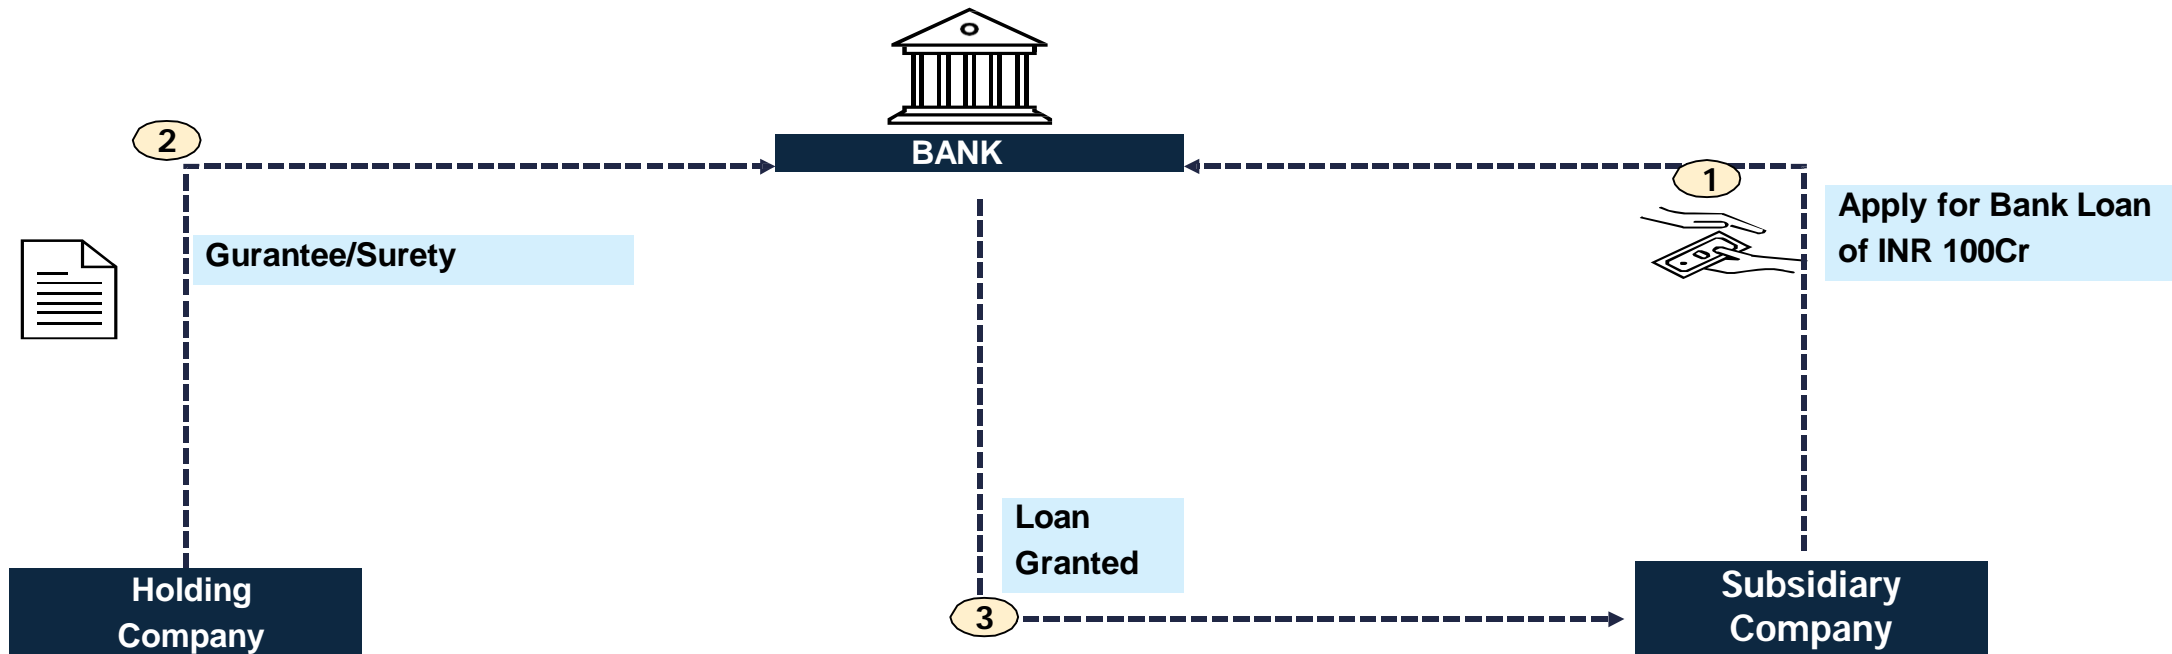 BANK
2
1
Apply for Bank Loan
of INR 100Cr
Gurantee/Surety
Loan
Granted
3
Holding
Company
Subsidiary
Company